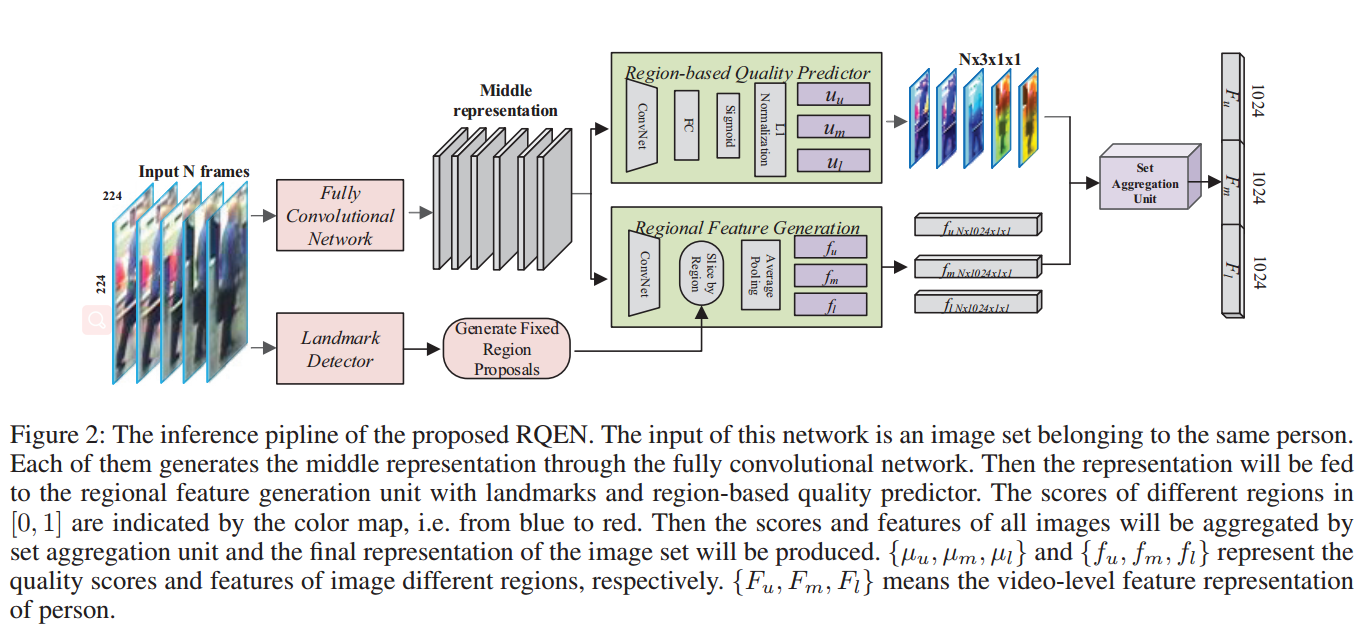 Input N frames
224
224
Fully
Convolutional
Network
Landmark
Detector
Generate Fixed
Region
Proposals
Middle
representation
Region-based Quality Predictor
ConvNet
FC
Sigmoid
L1
Normalization
u_u
u_m
u_l
Regional Feature Generation
ConvNet
Slice by
Region
Average
Pooling
f_u
f_m
f_l
Nx3x1x1
f_u Nx1024x1x1
f_m Nx1024x1x1
f_l Nx1024x1x1
Set
Aggregation
Unit
F_u
F_m
F_l
1024
1024
1024
Figure 2: The inference pipline of the proposed RQEN. The input of this network is an image set belonging to the same person.
Each of them generates the middle representation through the fully convolutional network. Then the representation will be fed
to the regional feature generation unit with landmarks and region-based quality predictor. The scores of different regions in
[0, 1] are indicated by the color map, i.e. from blue to red. Then the scores and features of all images will be aggregated by
set aggregation unit and the final representation of the image set will be produced. {μ_u, μ_m, μ_l} and {f_u, f_m, f_l} represent the
quality scores and features of image different regions, respectively. {F_u, F_m, F_l} means the video-level feature representation
of person.